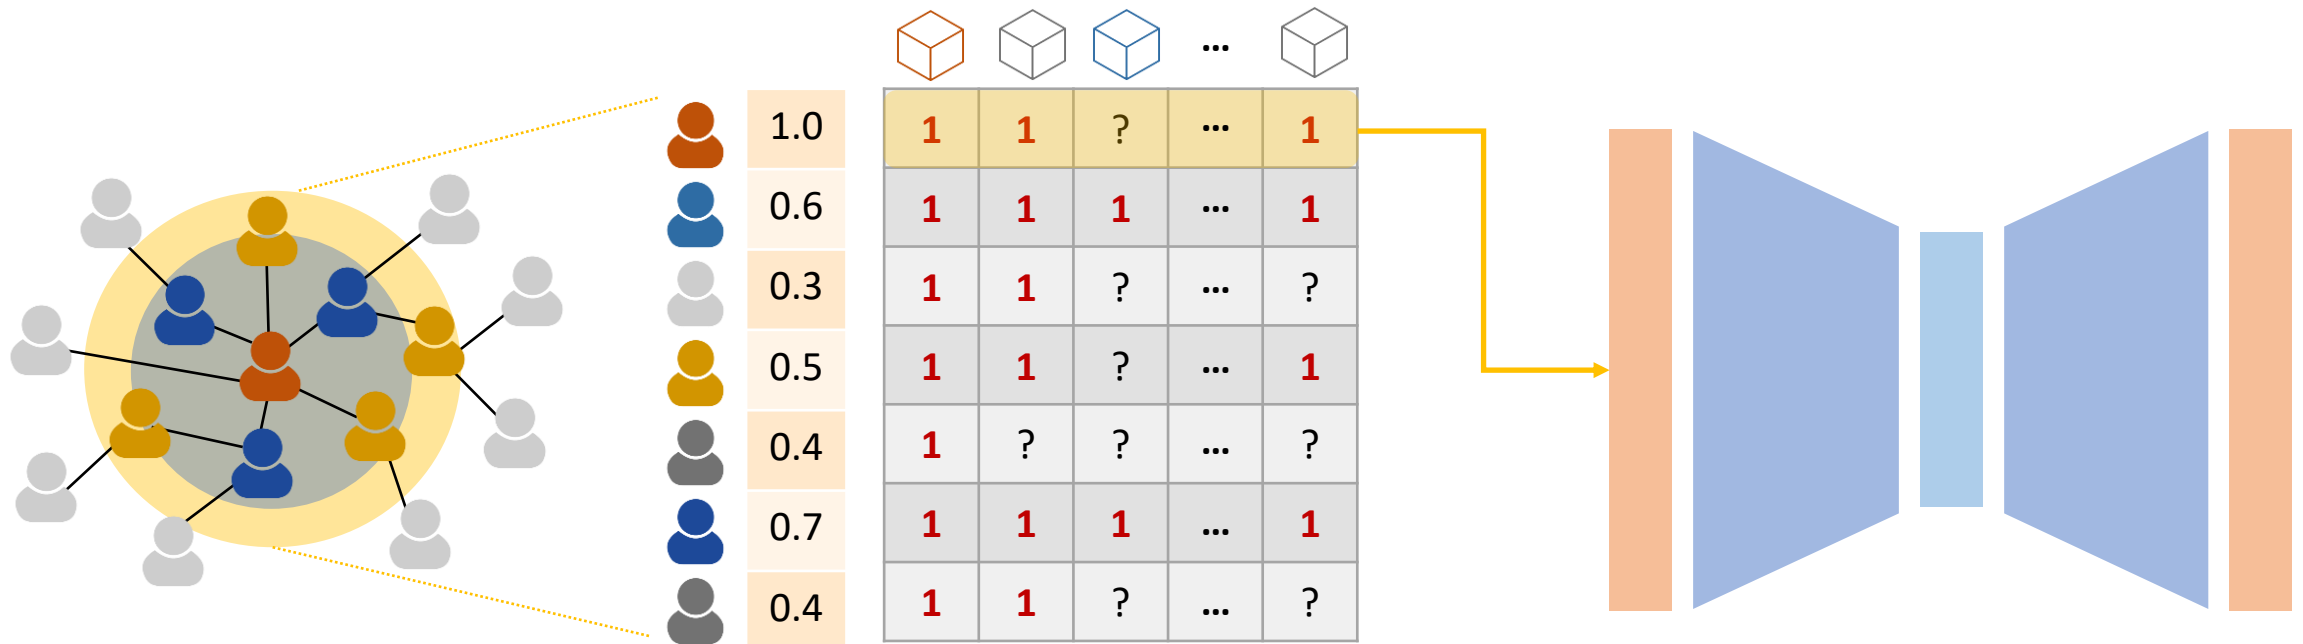 ...
1.0 1 1 ? ... 1
0.6 1 1 1 ... 1
0.3 1 1 ? ... ?
0.5 1 1 ? ... 1
0.4 1 ? ? ... ?
0.7 1 1 1 ... 1
0.4 1 1 ? ... ?